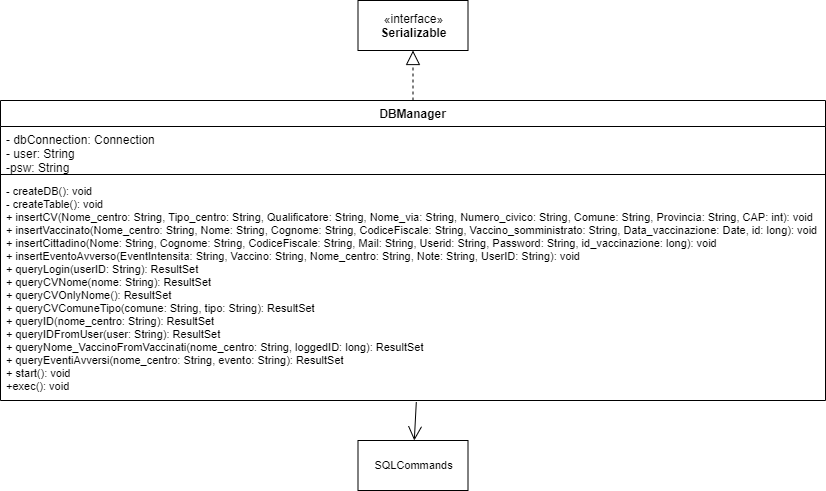 «interface»
Serializable
DBManager
- dbConnection: Connection
- user: String
-psw: String
- createDB(): void
- createTable(): void
+ insertCV(Nome_centro: String, Tipo_centro: String, Qualificatore: String, Nome_via: String, Numero_civico: String, Comune: String, Provincia: String, CAP: int): void
+ insertVaccinato(Nome_centro: String, Nome: String, Cognome: String, CodiceFiscale: String, Vaccino_somministrato: String, Data_vaccinazione: Date, id: long): void
+ insertCittadino(Nome: String, Cognome: String, CodiceFiscale: String, Mail: String, Userid: String, Password: String, id_vaccinazione: long): void
+ insertEventoAvverso(EventIntensita: String, Vaccino: String, Nome_centro: String, Note: String, UserID: String): void
+ queryLogin(userID: String): ResultSet
+ queryCVNome(nome: String): ResultSet
+ queryCVOnlyNome(): ResultSet
+ queryCVComuneTipo(comune: String, tipo: String): ResultSet
+ queryID(nome_centro: String): ResultSet
+ queryIDFromUser(user: String): ResultSet
+ queryNome_VaccinoFromVaccinati(nome_centro: String, loggedID: long): ResultSet
+ queryEventiAvversi(nome_centro: String, evento: String): ResultSet
+ start(): void
+exec(): void
SQLCommands